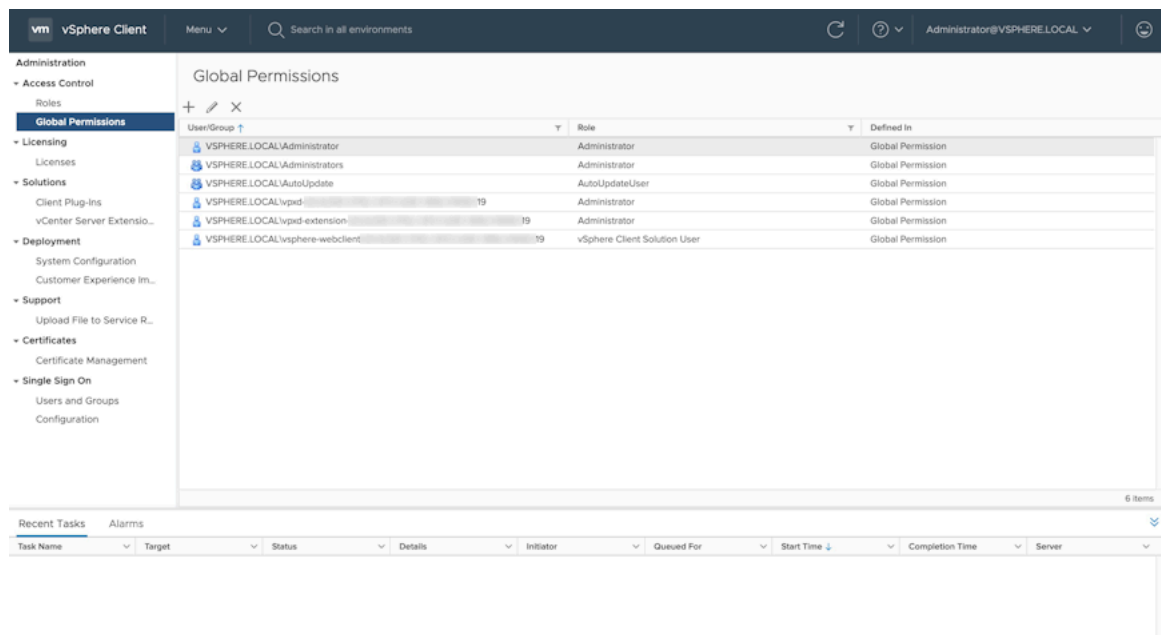 vm vSphere Client Menu Search in all environments Administrator@VSPHERE.LOCAL
Administration
Access Control
Roles
Global Permissions
Licensing
Licenses
Solutions
Client Plug-Ins
vCenter Server Extensio...
Deployment
System Configuration
Customer Experience Im...
Support
Upload File to Service R...
Certificates
Certificate Management
Single Sign On
Users and Groups
Configuration
Global Permissions
User/Group Role Defined In
VSPHERE.LOCAL\Administrator Administrator Global Permission
VSPHERE.LOCAL\Administrators Administrator Global Permission
VSPHERE.LOCAL\AutoUpdate AutoUpdateUser Global Permission
VSPHERE.LOCAL\vpxd- 19 Administrator Global Permission
VSPHERE.LOCAL\vpxd-extension- 19 Administrator Global Permission
VSPHERE.LOCAL\vsphere-webclient 19 vSphere Client Solution User Global Permission
6 items
Recent Tasks Alarms
Task Name Target Status Details Initiator Queued For Start Time Completion Time Server